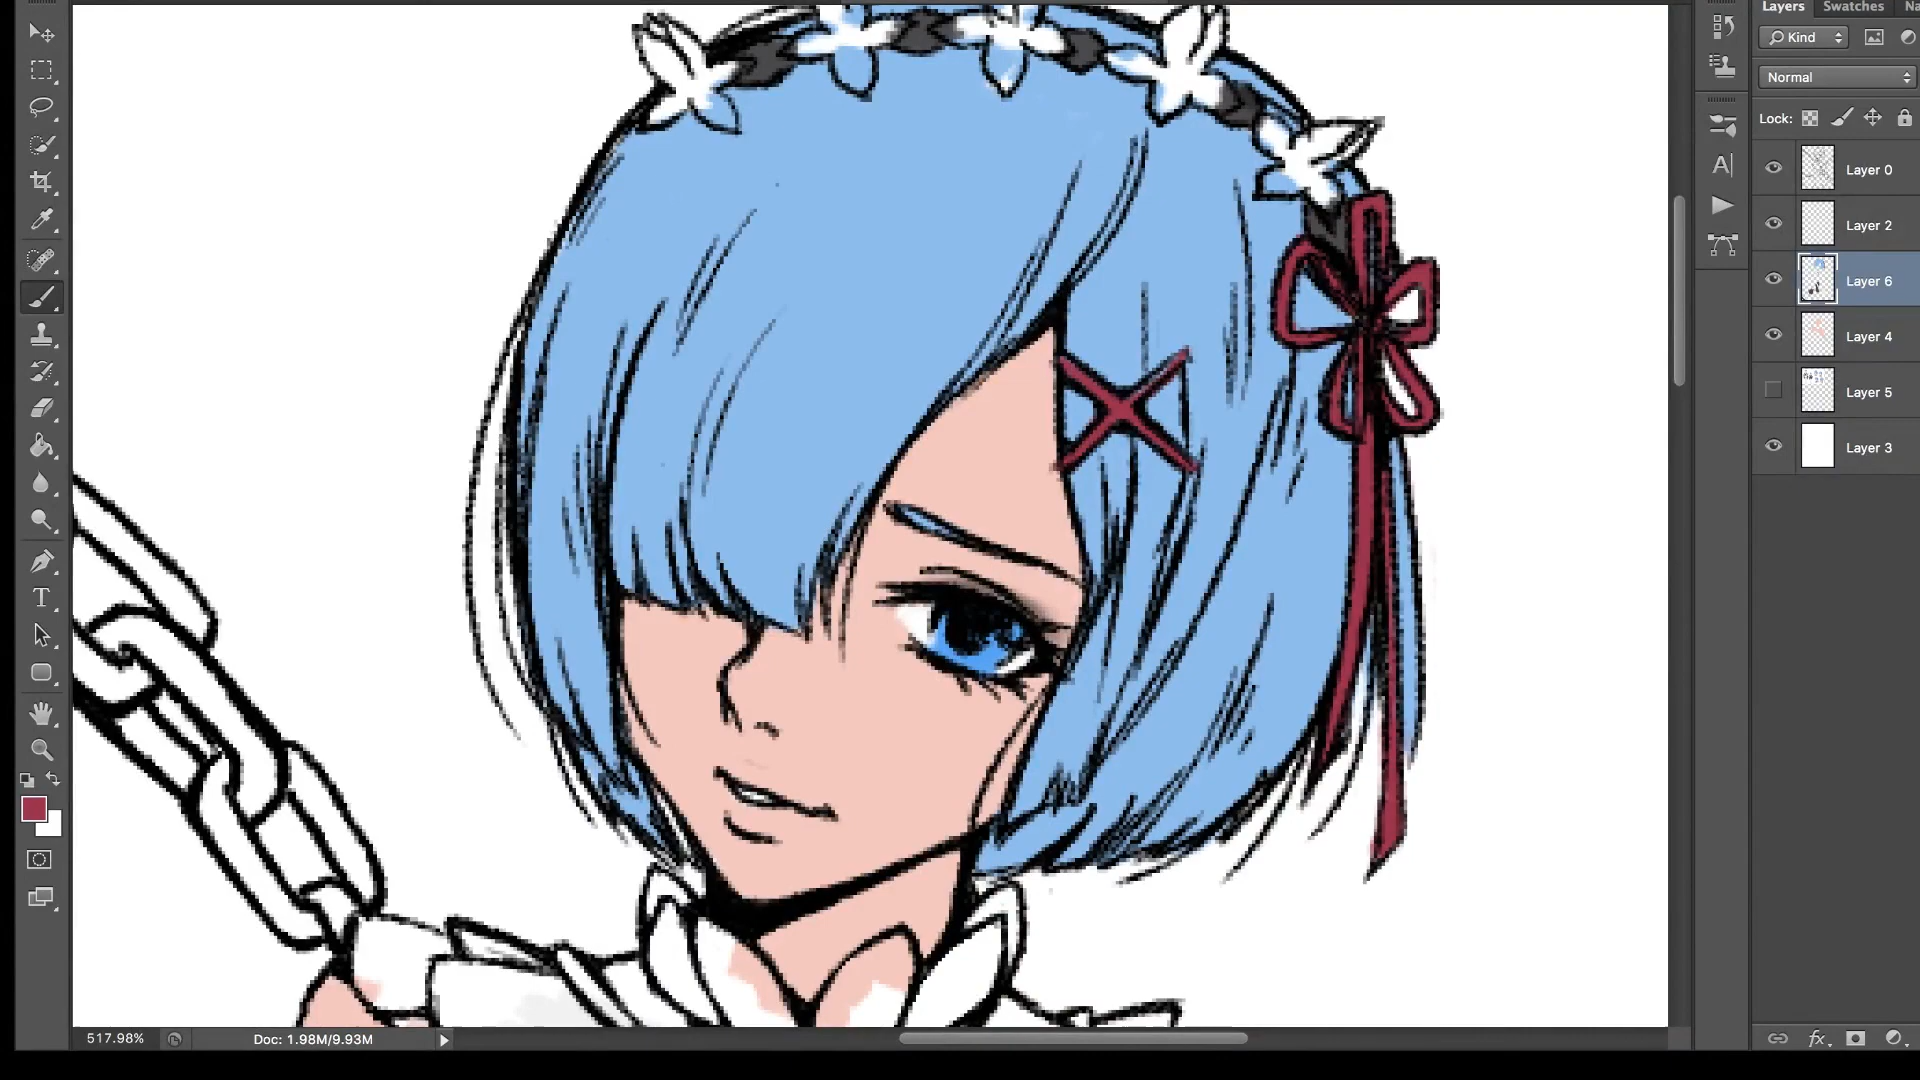 Layers Swatches Na
Kind
Normal
Lock:
Layer 0
Layer 2
Layer 6
Layer 4
Layer 5
Layer 3
517.98%
Doc: 1.98M/9.93M